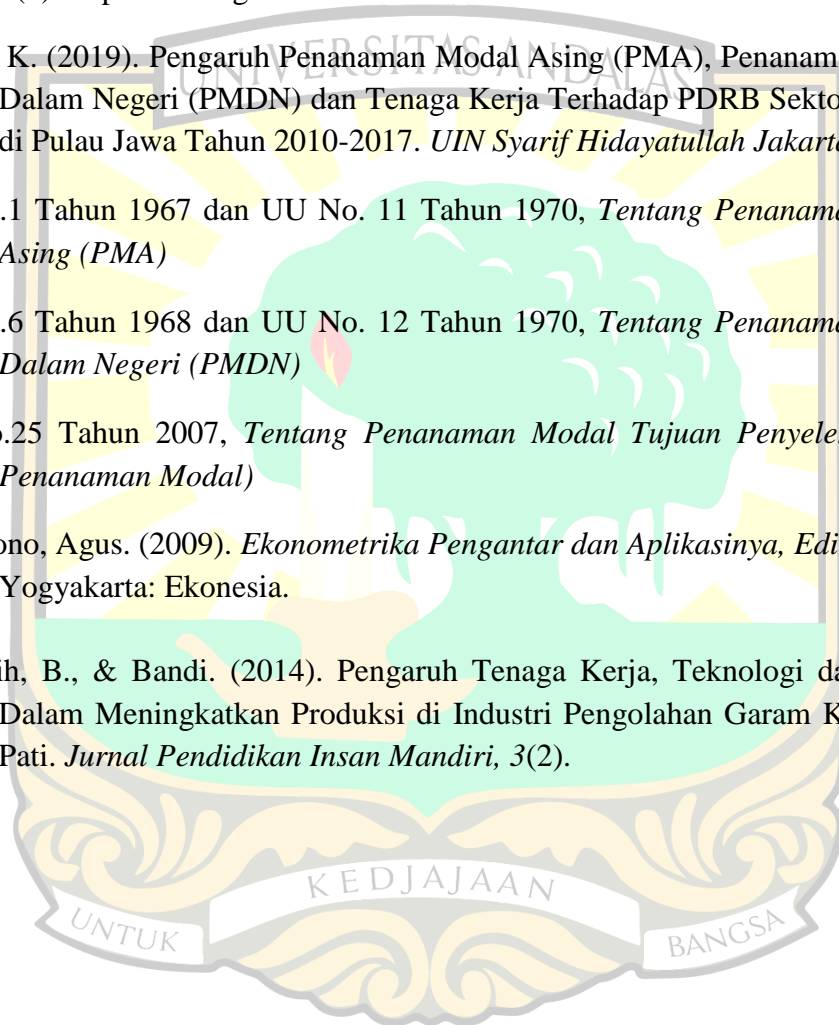 K. (2019). Pengaruh Penanaman Modal Asing (PMA), Penanam
Dalam Negeri (PMDN) dan Tenaga Kerja Terhadap PDRB Sekto
di Pulau Jawa Tahun 2010-2017. UIN Syarif Hidayatullah Jakarta
UNIVERSITAS ANDALAS
.1 Tahun 1967 dan UU No. 11 Tahun 1970, Tentang Penanama
Asing (PMA)
.6 Tahun 1968 dan UU No. 12 Tahun 1970, Tentang Penanama
Dalam Negeri (PMDN)
.25 Tahun 2007, Tentang Penanaman Modal Tujuan Penyele
Penanaman Modal)
ono, Agus. (2009). Ekonometrika Pengantar dan Aplikasinya, Edi
Yogyakarta: Ekonesia.
ih, B., & Bandi. (2014). Pengaruh Tenaga Kerja, Teknologi da
Dalam Meningkatkan Produksi di Industri Pengolahan Garam K
Pati. Jurnal Pendidikan Insan Mandiri, 3(2).
UNTUK KEDJAJAAN BANGSA